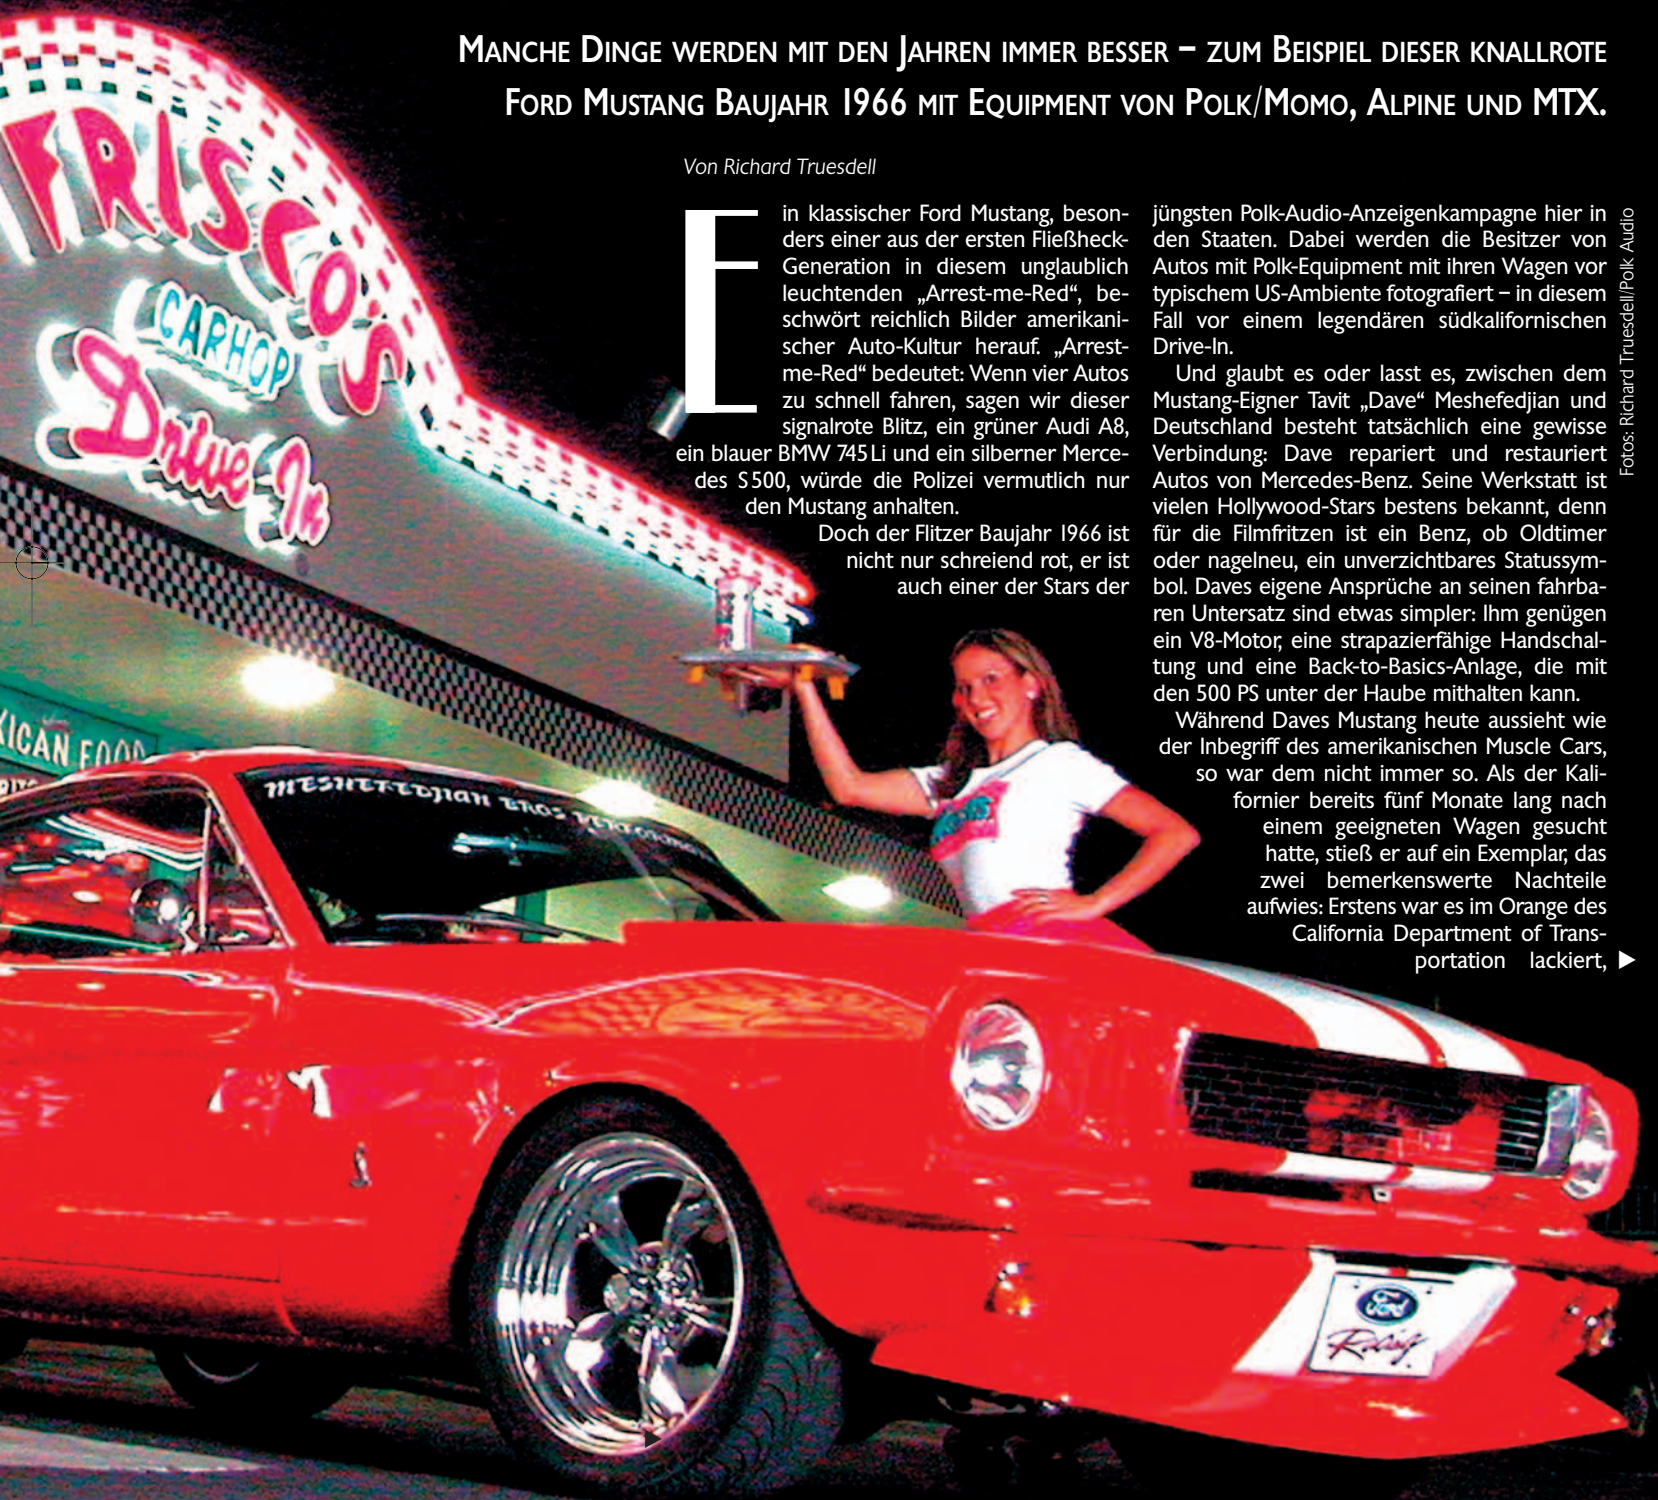 MANCHE DINGE WERDEN MIT DEN JAHREN IMMER BESSER – ZUM BEISPIEL DIESER KNALLROTE
FORD MUSTANG BAUJAHR 1966 MIT EQUIPMENT VON POLK/MOMO, ALPINE UND MTX.
Von Richard Truesdell
Ein klassischer Ford Mustang, beson-
ders einer aus der ersten Fließheck-
Generation in diesem unglaublich
leuchtenden „Arrest-me-Red“, be-
schwört reichlich Bilder amerikani-
scher Auto-Kultur herauf. „Arrest-
me-Red“ bedeutet: Wenn vier Autos
zu schnell fahren, sagen wir dieser
signalrote Blitz, ein grüner Audi A8,
ein blauer BMW 745 Li und ein silberner Merce-
des S 500, würde die Polizei vermutlich nur
den Mustang anhalten.
Doch der Flitzer Baujahr 1966 ist
nicht nur schreiend rot, er ist
auch einer der Stars der
jüngsten Polk-Audio-Anzeigenkampagne hier in
den Staaten. Dabei werden die Besitzer von
Autos mit Polk-Equipment mit ihren Wagen vor
typischem US-Ambiente fotografiert – in diesem
Fall vor einem legendären südkalifornischen
Drive-In.
Und glaubt es oder lasst es, zwischen dem
Mustang-Eigner Tavit „Dave“ Meshefedjian und
Deutschland besteht tatsächlich eine gewisse
Verbindung: Dave repariert und restauriert
Autos von Mercedes-Benz. Seine Werkstatt ist
vielen Hollywood-Stars bestens bekannt, denn
für die Filmfritzen ist ein Benz, ob Oldtimer
oder nagelneu, ein unverzichtbares Statussym-
bol. Daves eigene Ansprüche an seinen fahrba-
ren Untersatz sind etwas simpler: Ihm genügen
ein V8-Motor, eine strapazierfähige Handschal-
tung und eine Back-to-Basics-Anlage, die mit
den 500 PS unter der Haube mithalten kann.
Während Daves Mustang heute aussieht wie
der Inbegriff des amerikanischen Muscle Cars,
so war dem nicht immer so. Als der Kali-
fornier bereits fünf Monate lang nach
einem geeigneten Wagen gesucht
hatte, stieß er auf ein Exemplar, das
zwei bemerkenswerte Nachteile
aufwies: Erstens war es im Orange des
California Department of Trans-
portation lackiert, ▶
Fotos: Richard Truesdell/Polk Audio
FRISCO'S
CARHOP
Drive-In
XICAN FOOD
MESHEFEDJIAN BROS
Ford
Racing